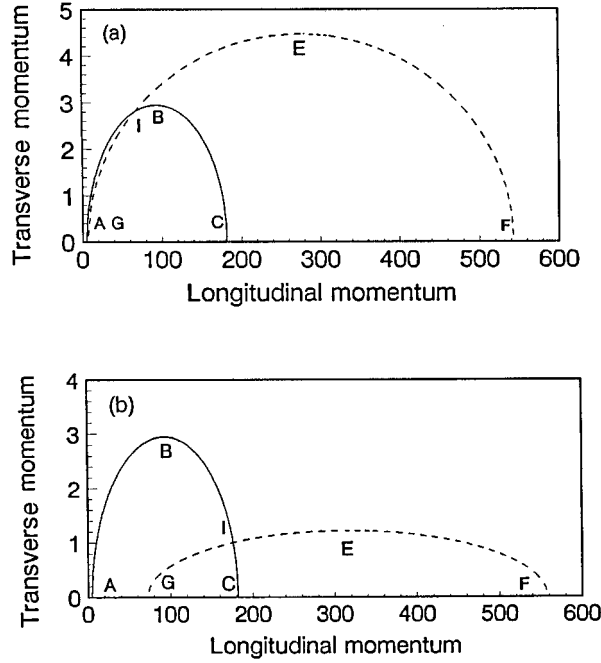 (a)
Transverse momentum
5
4
3
2
1
0
E
I B
A G
C
F
0 100 200 300 400 500 600
Longitudinal momentum
(b)
Transverse momentum
4
3
2
1
0
B
I
E
A
G
C
F
0 100 200 300 400 500 600
Longitudinal momentum